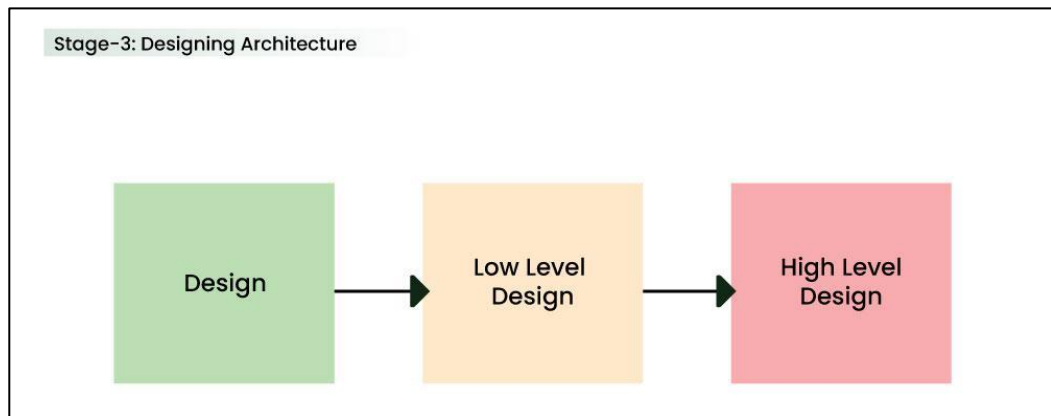 Stage-3: Designing Architecture
Design
Low Level
Design
High Level
Design